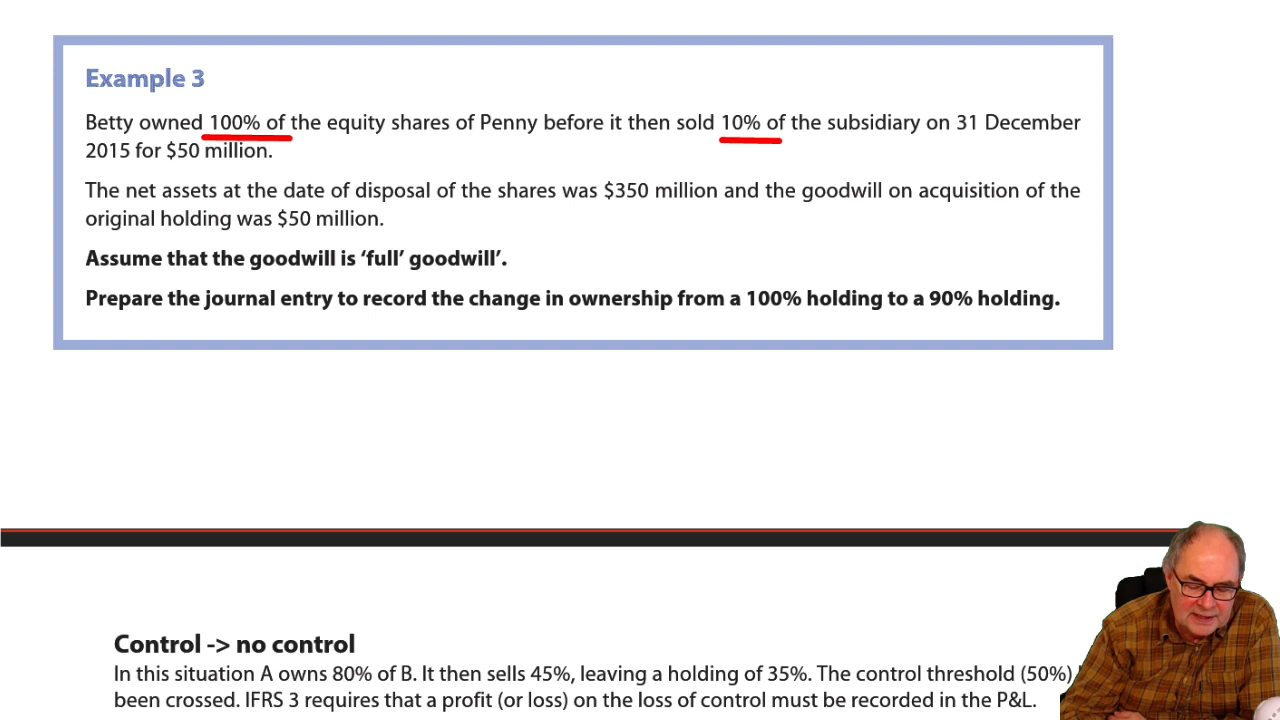 Example 3
Betty owned 100% of the equity shares of Penny before it then sold 10% of the subsidiary on 31 December
2015 for $50 million.
The net assets at the date of disposal of the shares was $350 million and the goodwill on acquisition of the
original holding was $50 million.
Assume that the goodwill is ‘full’ goodwill’.
Prepare the journal entry to record the change in ownership from a 100% holding to a 90% holding.
Control -> no control
In this situation A owns 80% of B. It then sells 45%, leaving a holding of 35%. The control threshold (50%)
been crossed. IFRS 3 requires that a profit (or loss) on the loss of control must be recorded in the P&L.